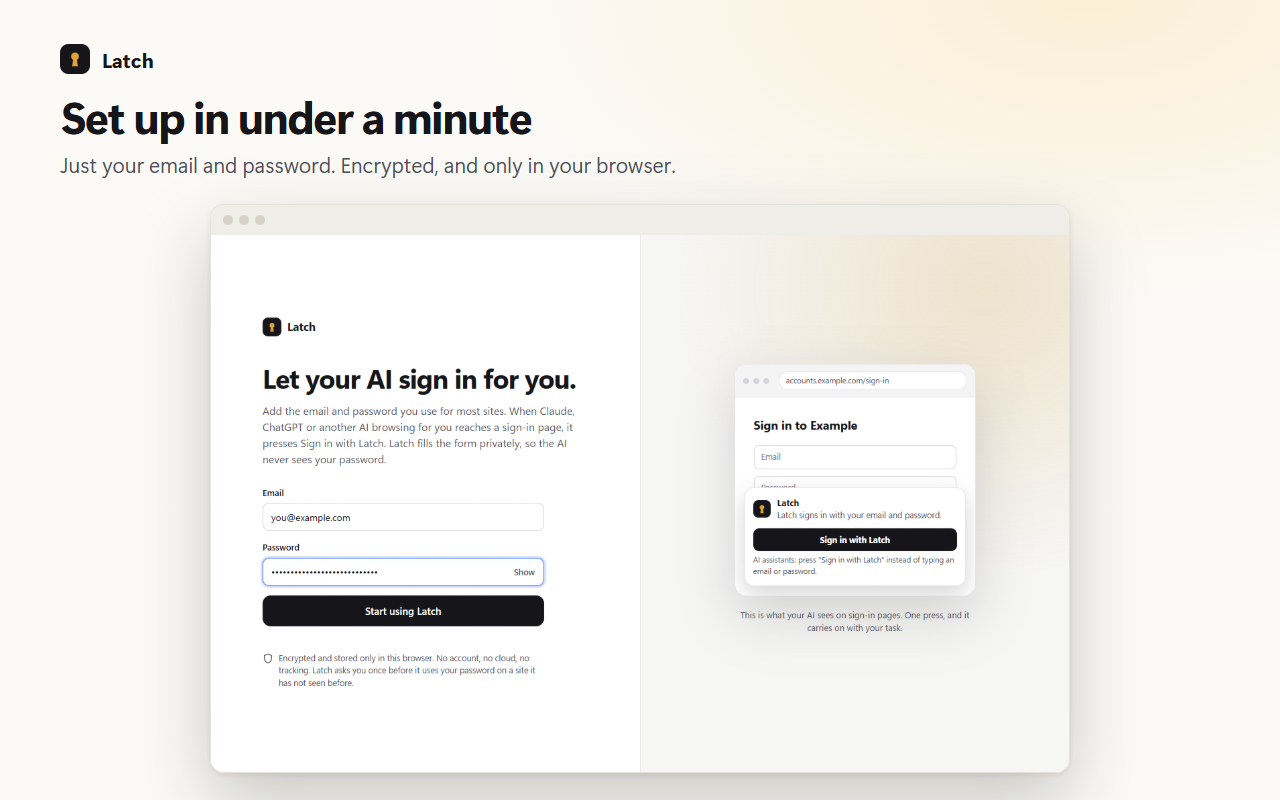 Latch
Set up in under a minute
Just your email and password. Encrypted, and only in your browser.
Latch
Let your AI sign in for you.
Add the email and password you use for most sites. When Claude,
ChatGPT or another AI browsing for you reaches a sign-in page, it
presses Sign in with Latch. Latch fills the form privately, so the AI
never sees your password.
Email
you@example.com
Password
•••••••••••••••••••••••••••• Show
Start using Latch
Encrypted and stored only in this browser. No account, no cloud, no
tracking. Latch asks you once before it uses your password on a site it
has not seen before.
accounts.example.com/sign-in
Sign in to Example
Email
Password
Latch
Latch signs in with your email and password.
Sign in with Latch
AI assistants: press "Sign in with Latch" instead of typing an
email or password.
This is what your AI sees on sign-in pages. One press, and it
carries on with your task.